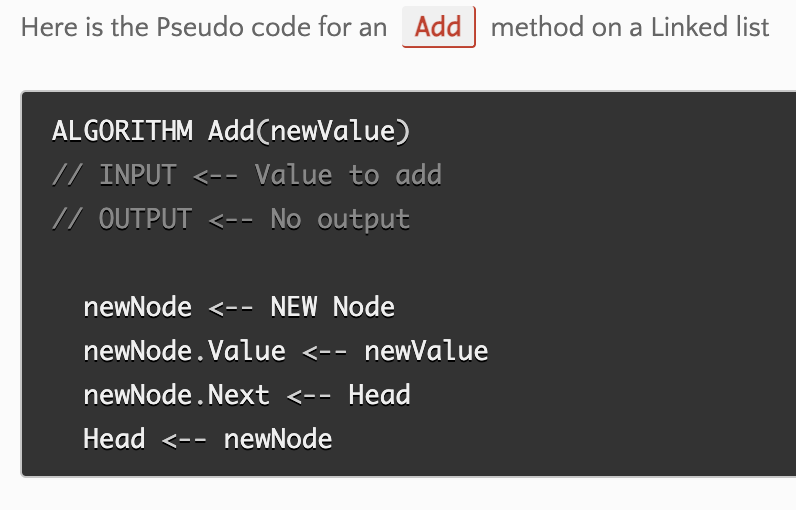 Here is the Pseudo code for an Add method on a Linked list
ALGORITHM Add(newValue)
// INPUT <-- Value to add
// OUTPUT <-- No output
newNode <-- NEW Node
newNode.Value <-- newValue
newNode.Next <-- Head
Head <-- newNode